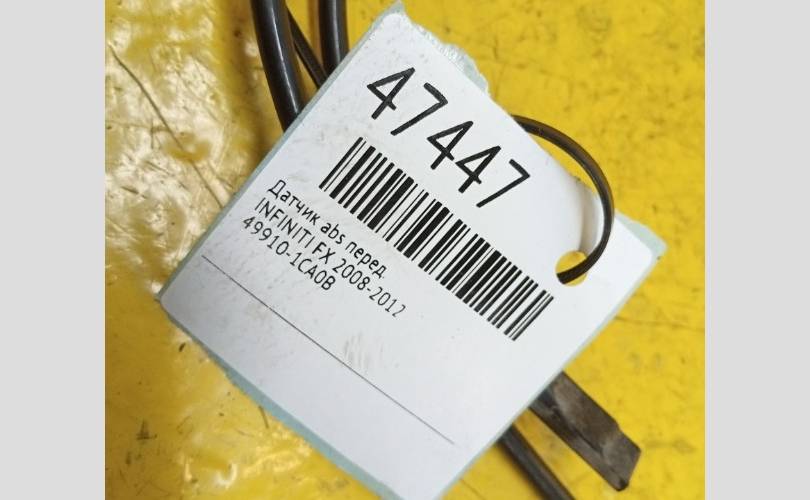 47447
Датчик abs перед.
INFINITI FX 2008-2012
49910-1CA0B